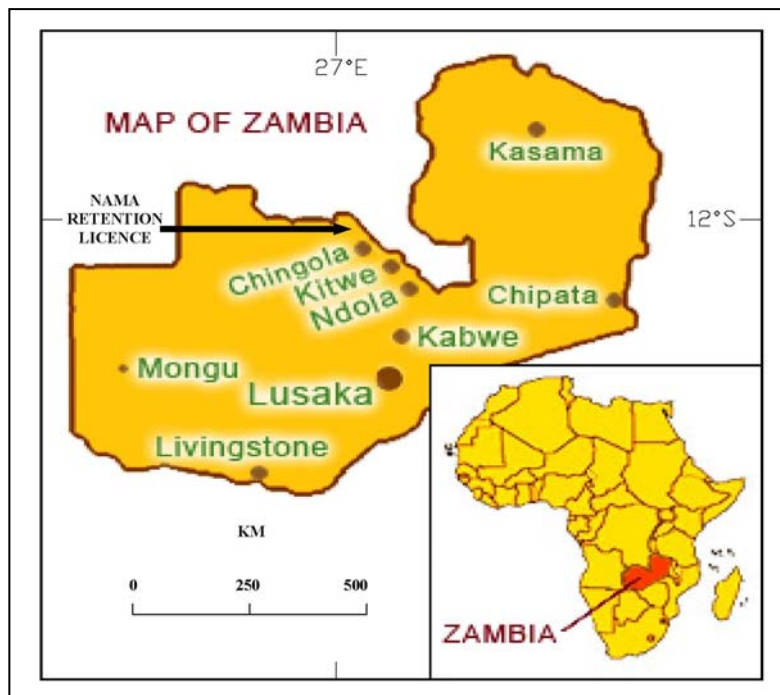 27°E
MAP OF ZAMBIA
Kasama
NAMA
RETENTION
LICENCE
12°S
Chingola
Kitwe
Ndola
Chipata
Kabwe
Mongu
Lusaka
Livingstone
KM
0 250 500
ZAMBIA